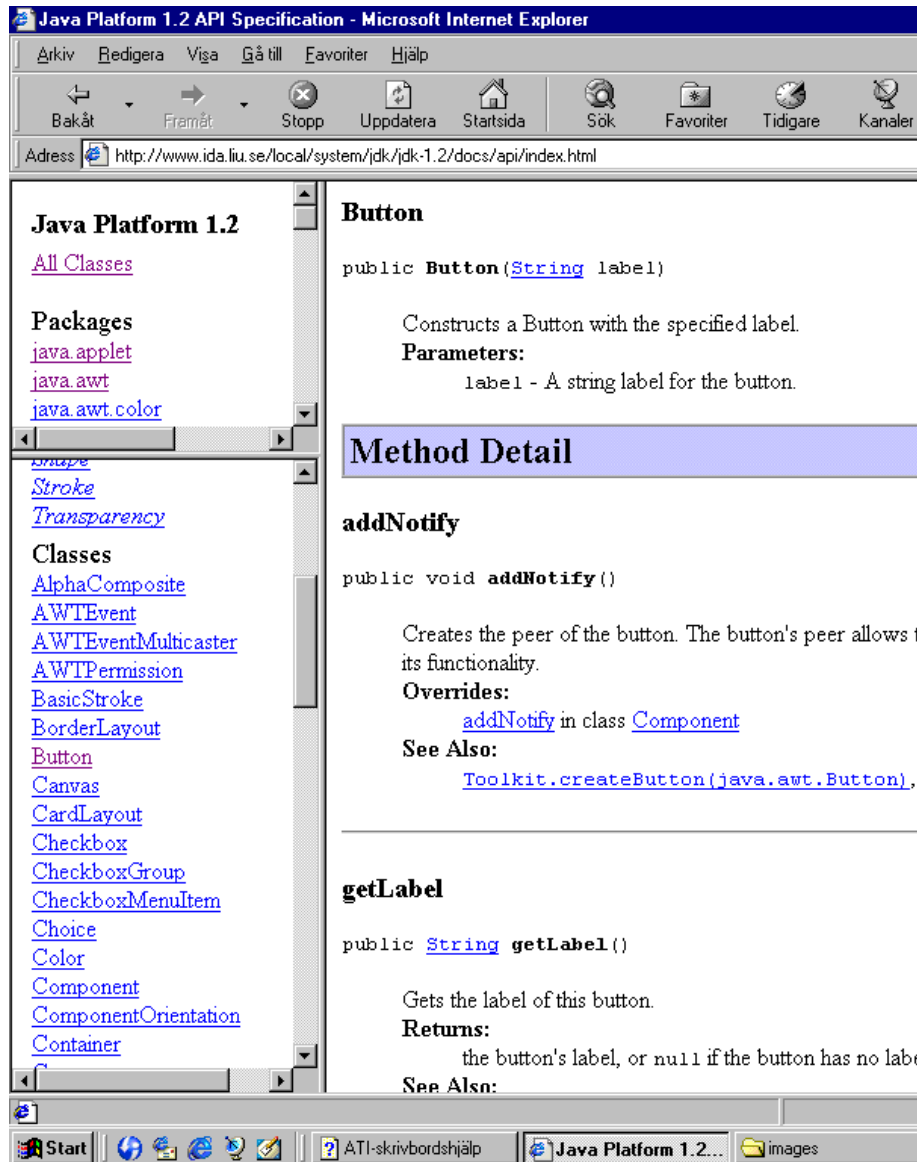 Java Platform 1.2 API Specification - Microsoft Internet Explorer
Arkiv Redigera Visa Gå till Favoriter Hjälp
Bakåt Framåt Stopp Uppdatera Startsida Sök Favoriter Tidigare Kanaler
Adress http://www.ida.liu.se/local/system/jdk/jdk-1.2/docs/api/index.html
Java Platform 1.2
All Classes
Packages
java.applet
java.awt
java.awt.color
Shape
Stroke
Transparency
Classes
AlphaComposite
AWTEvent
AWTEventMulticaster
AWTPermission
BasicStroke
BorderLayout
Button
Canvas
CardLayout
Checkbox
CheckboxGroup
CheckboxMenuItem
Choice
Color
Component
ComponentOrientation
Container
Button
public Button(String label)
Constructs a Button with the specified label.
Parameters:
label - A string label for the button.
Method Detail
addNotify
public void addNotify()
Creates the peer of the button. The button's peer allows
its functionality.
Overrides:
addNotify in class Component
See Also:
Toolkit.createButton(java.awt.Button),
getLabel
public String getLabel()
Gets the label of this button.
Returns:
the button's label, or null if the button has no labe
See Also:
Start ATI-skrivbordshjälp Java Platform 1.2... images